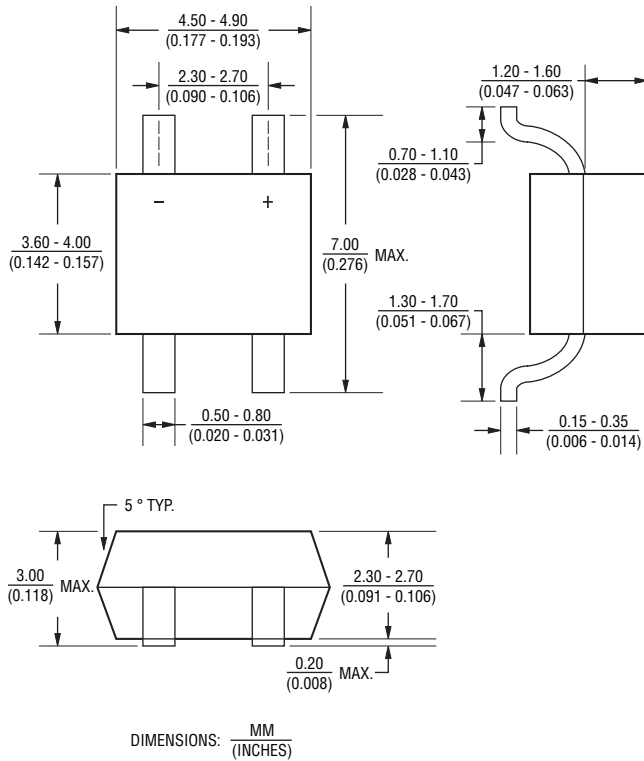 4.50 - 4.90
(0.177 - 0.193)
2.30 - 2.70
(0.090 - 0.106)
1.20 - 1.60
(0.047 - 0.063)
0.70 - 1.10
(0.028 - 0.043)
- +
3.60 - 4.00
(0.142 - 0.157)
7.00 MAX.
(0.276)
1.30 - 1.70
(0.051 - 0.067)
0.50 - 0.80
(0.020 - 0.031)
0.15 - 0.35
(0.006 - 0.014)
5 ° TYP.
3.00 MAX.
(0.118)
2.30 - 2.70
(0.091 - 0.106)
0.20 MAX.
(0.008)
DIMENSIONS: MM
(INCHES)